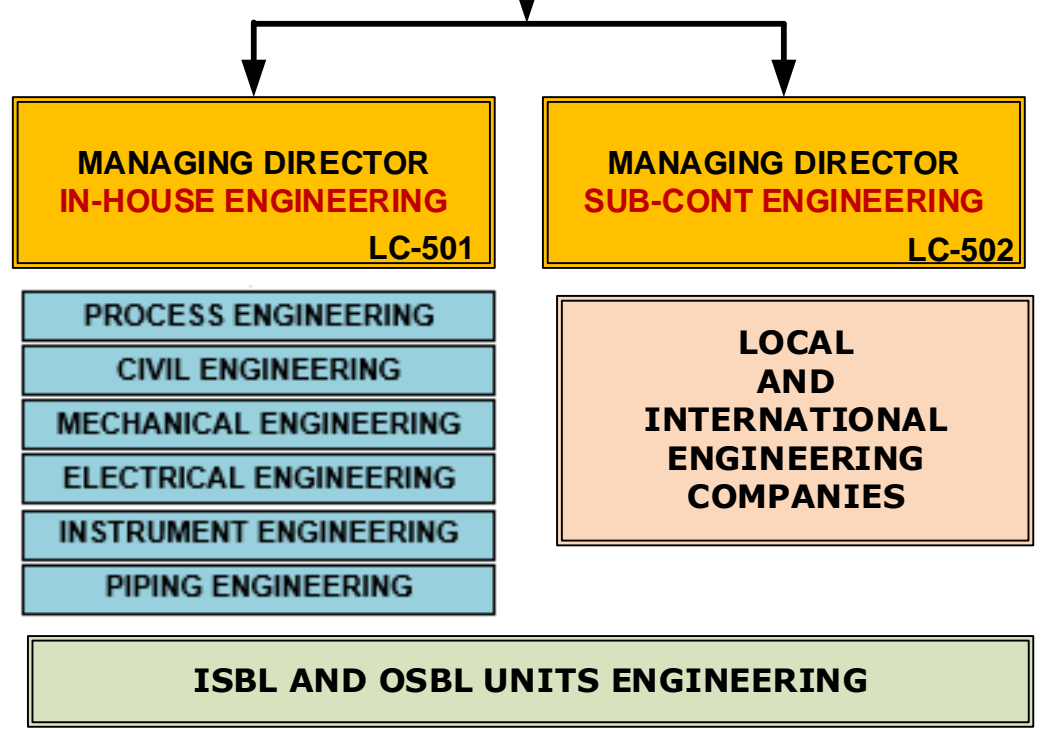 MANAGING DIRECTOR
IN-HOUSE ENGINEERING
LC-501
MANAGING DIRECTOR
SUB-CONT ENGINEERING
LC-502
PROCESS ENGINEERING
CIVIL ENGINEERING
MECHANICAL ENGINEERING
ELECTRICAL ENGINEERING
INSTRUMENT ENGINEERING
PIPING ENGINEERING
LOCAL
AND
INTERNATIONAL
ENGINEERING
COMPANIES
ISBL AND OSBL UNITS ENGINEERING